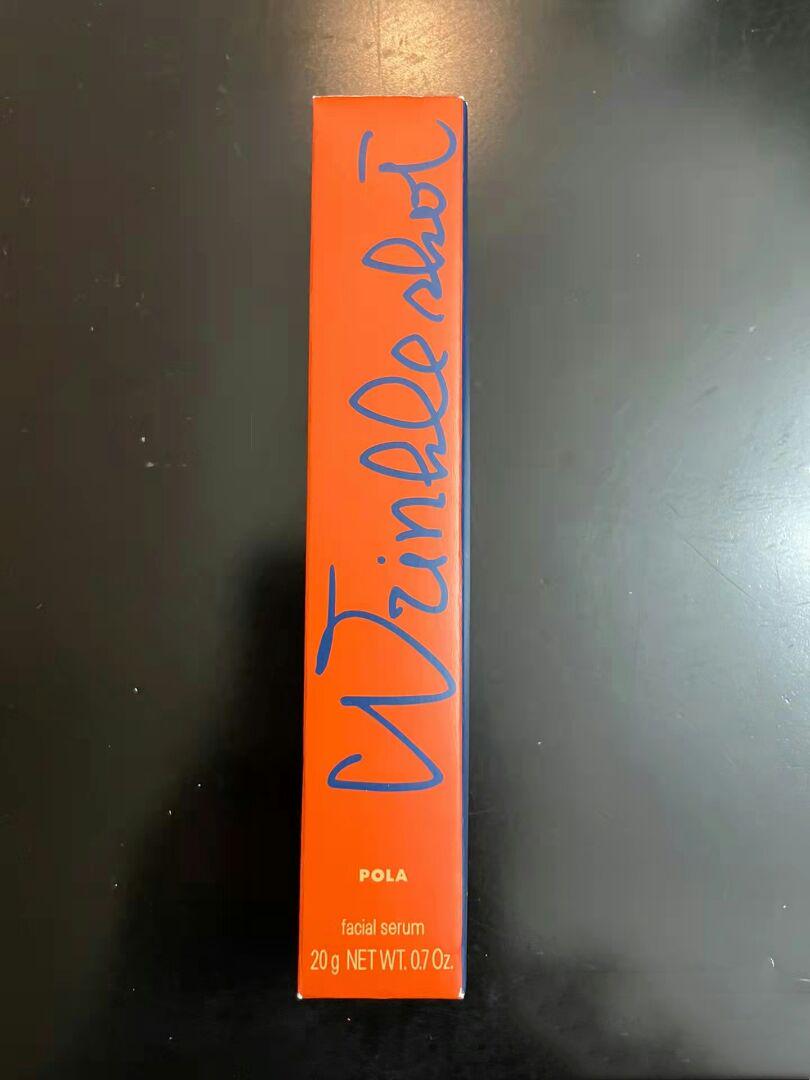 Wrinkle shot
POLA
facial serum
20 g NET WT. 0.7 Oz.